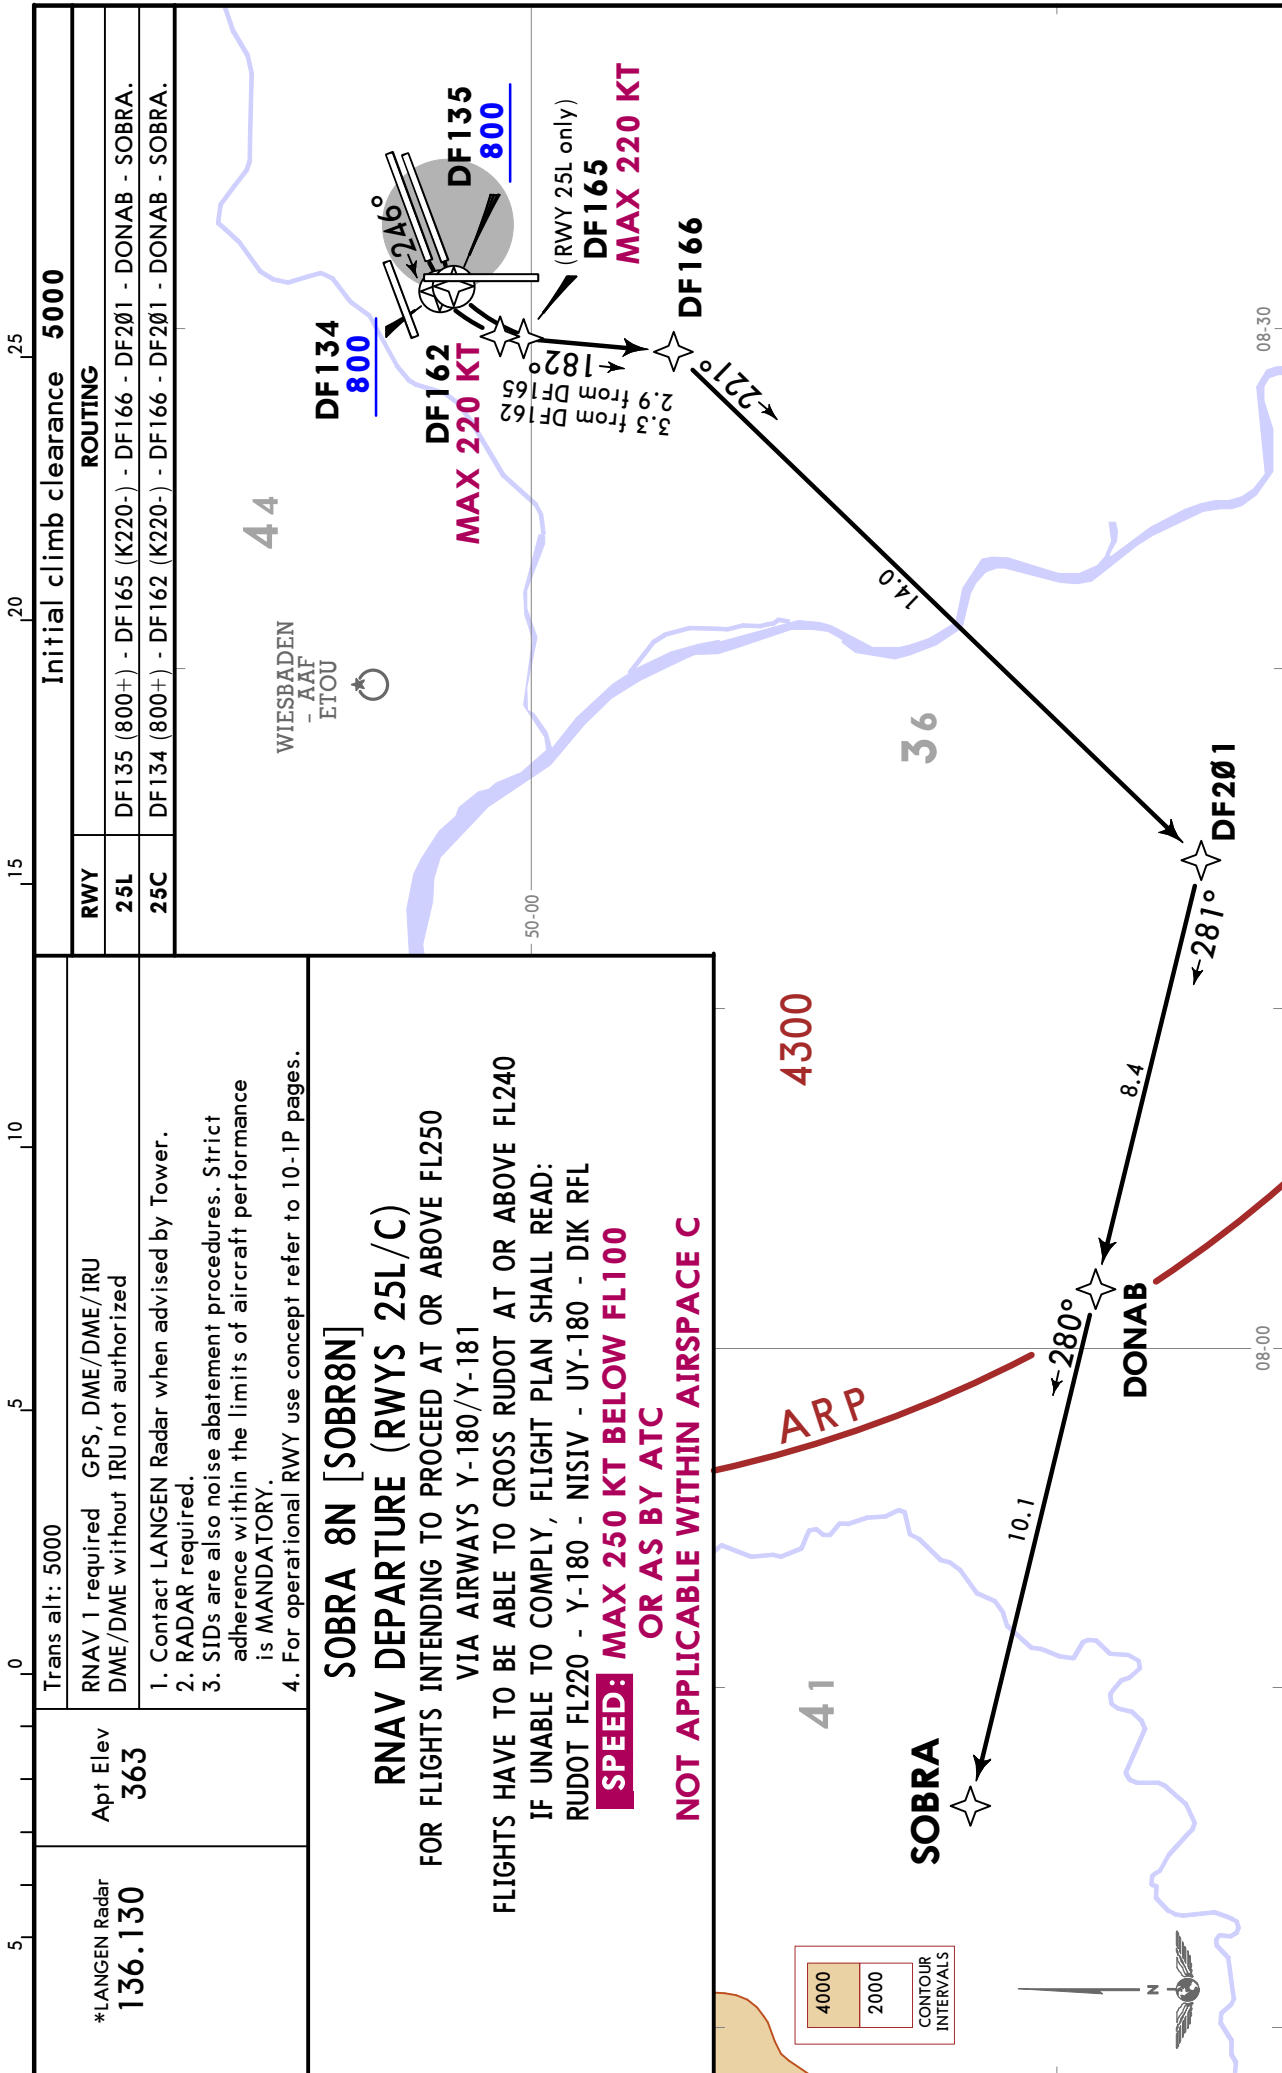 5 0 5 10 15 20 25
*LANGEN Radar
136.130
Apt Elev
363
Trans alt: 5000
RNAV 1 required GPS, DME/DME/IRU
DME/DME without IRU not authorized
1. Contact LANGEN Radar when advised by Tower.
2. RADAR required.
3. SIDs are also noise abatement procedures. Strict
adherence within the limits of aircraft performance
is MANDATORY.
4. For operational RWY use concept refer to 10-1P pages.
Initial climb clearance 5000
RWY ROUTING
25L DF135 (800+) - DF165 (K220-) - DF166 - DF2Ø1 - DONAB - SOBRA.
25C DF134 (800+) - DF162 (K220-) - DF166 - DF2Ø1 - DONAB - SOBRA.
SOBRA 8N [SOBR8N]
RNAV DEPARTURE (RWYS 25L/C)
FOR FLIGHTS INTENDING TO PROCEED AT OR ABOVE FL250
VIA AIRWAYS Y-180/Y-181
FLIGHTS HAVE TO BE ABLE TO CROSS RUDOT AT OR ABOVE FL240
IF UNABLE TO COMPLY, FLIGHT PLAN SHALL READ:
RUDOT FL220 - Y-180 - NISIV - UY-180 - DIK RFL
SPEED: MAX 250 KT BELOW FL100
OR AS BY ATC
NOT APPLICABLE WITHIN AIRSPACE C
44
WIESBADEN
- AAF
ETOU
DF134
800
246°
DF135
800
DF162
MAX 220 KT
(RWY 25L only)
DF165
MAX 220 KT
182°
3.3 from DF162
2.9 from DF165
DF166
221°
14.0
50-00
36
DF2Ø1
281°
8.4
4300
ARP
DONAB
280°
10.1
41
SOBRA
08-00
08-30
4000
2000
CONTOUR
INTERVALS
N